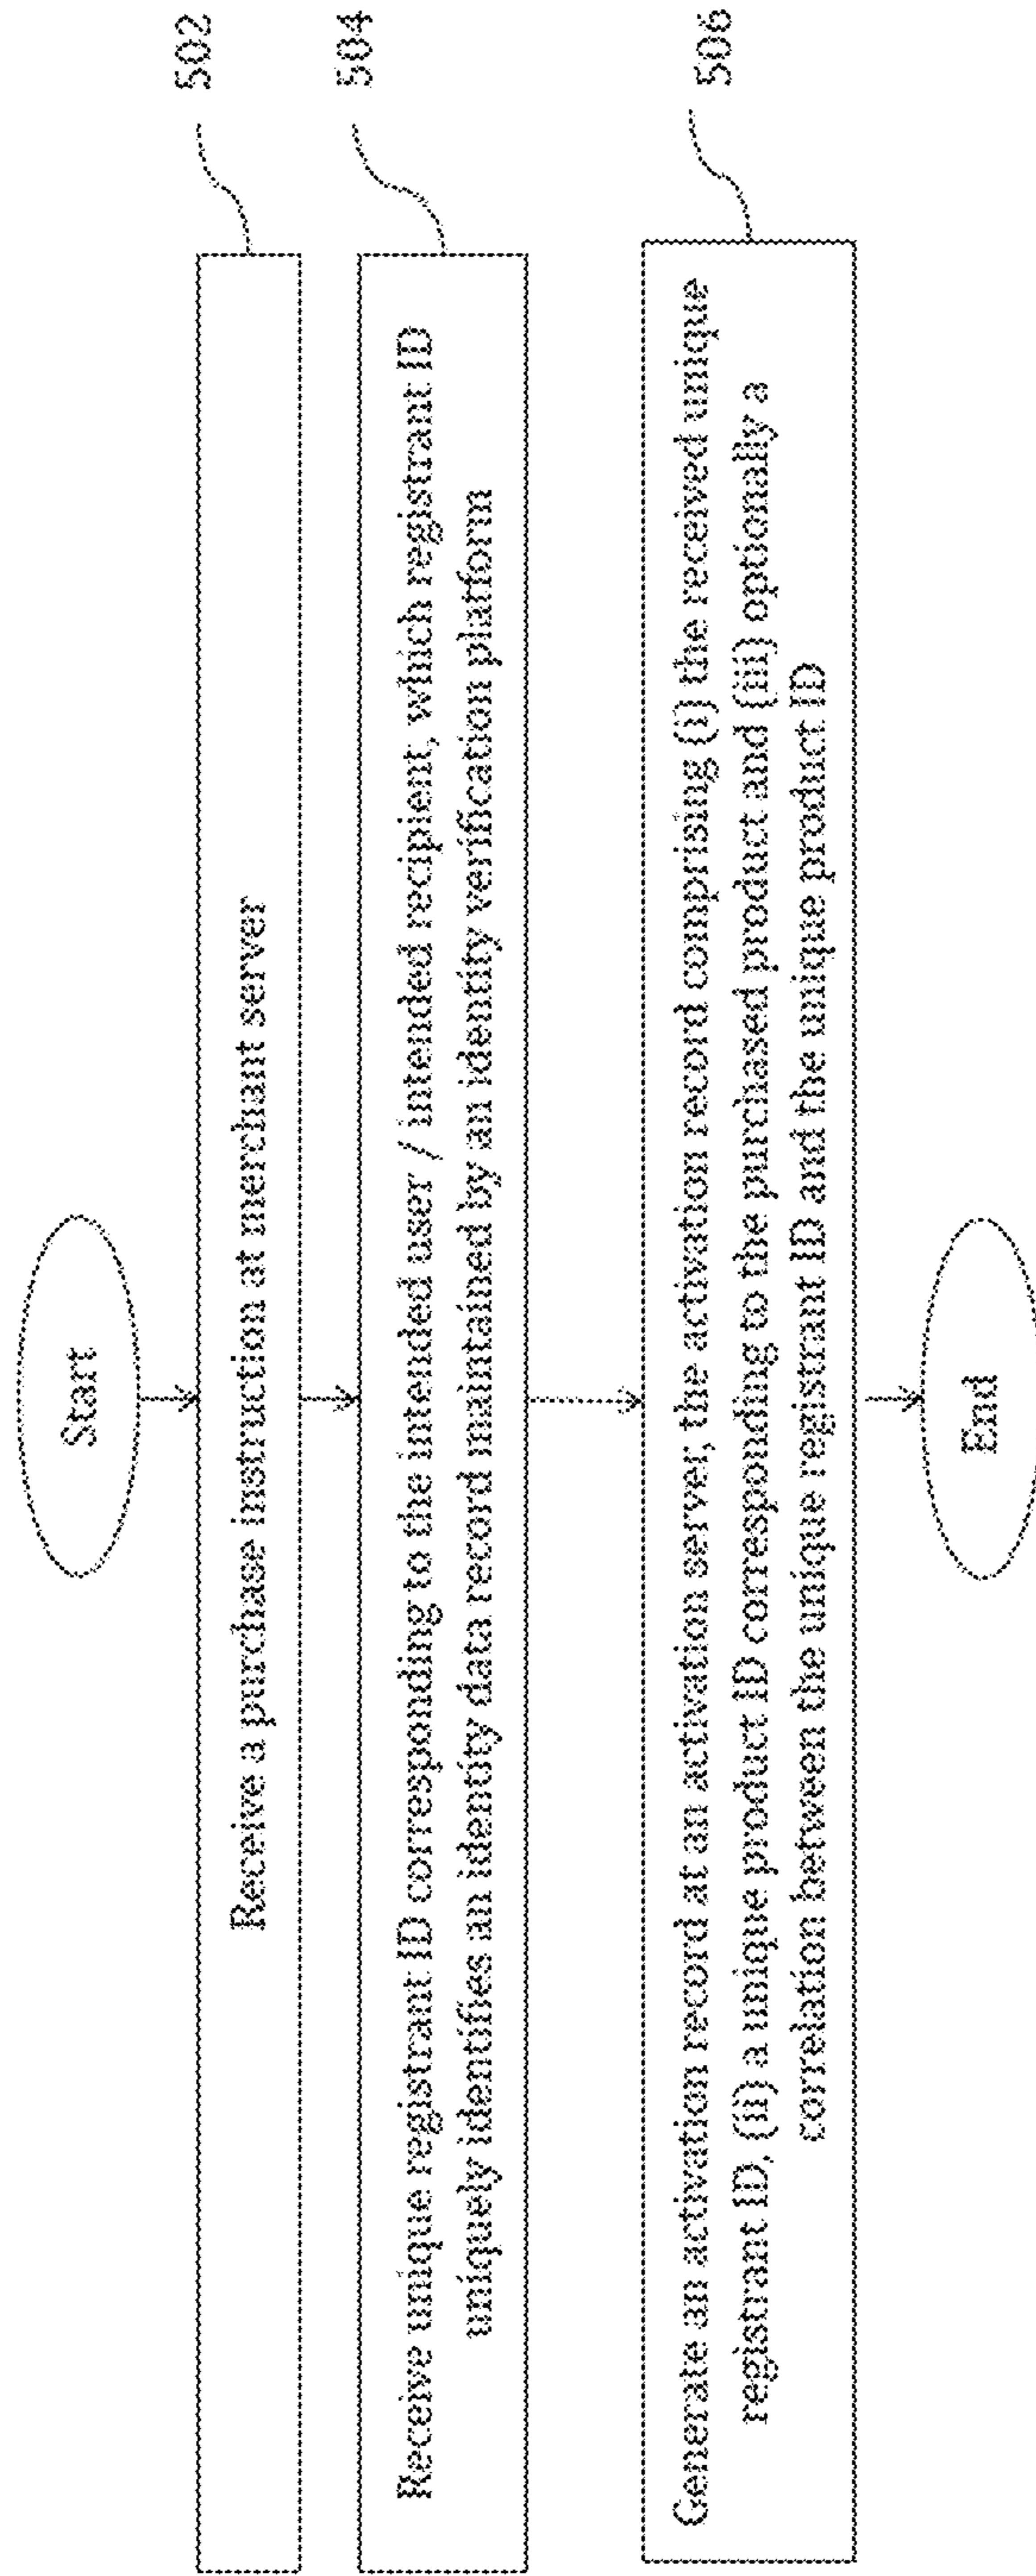 Start
Receive a purchase instruction at merchant server
502
Receive unique registrant ID corresponding to the intended user / intended recipient, which registrant ID
uniquely identifies an identity data record maintained by an identity verification platform
504
Generate an activation record at an activation server, the activation record comprising (i) the received unique
registrant ID, (ii) a unique product ID corresponding to the purchased product and (iii) optionally a
correlation between the unique registrant ID and the unique product ID
506
End